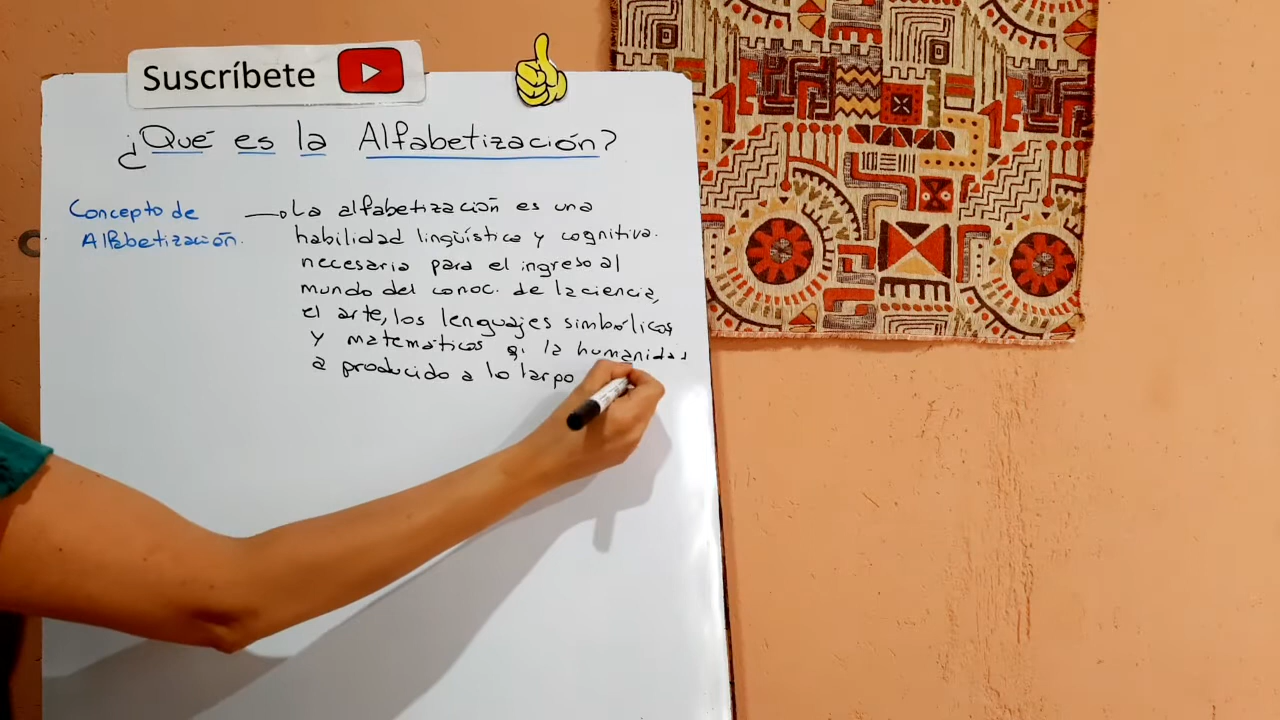 Suscríbete
¿Qué es la Alfabetización?
Concepto de
Alfabetización.
La alfabetización es una
habilidad lingüística y cognitiva.
necesaria para el ingreso al
mundo del conoc. de la ciencia,
el arte, los lenguajes simbólicos
y matemáticos q. la humanidad
a producido a lo largo